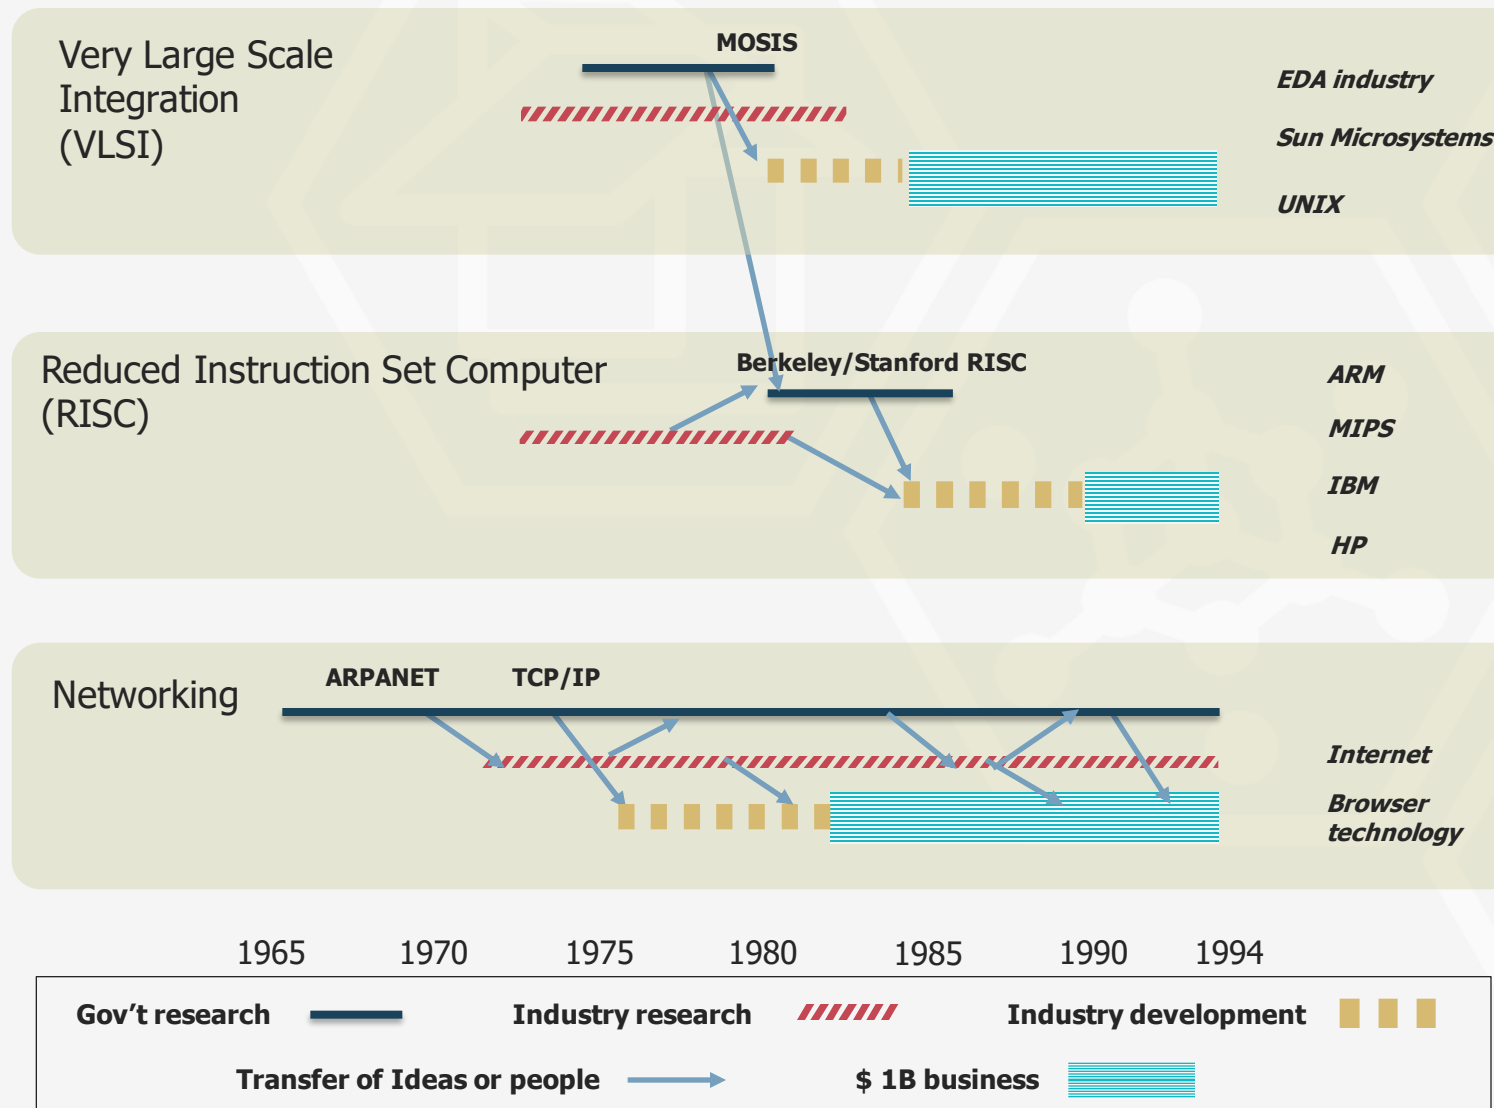 Very Large Scale
Integration
(VLSI)
MOSIS
EDA industry
Sun Microsystems
UNIX
Reduced Instruction Set Computer
(RISC)
Berkeley/Stanford RISC
ARM
MIPS
IBM
HP
Networking
ARPANET
TCP/IP
Internet
Browser
technology
1965 1970 1975 1980 1985 1990 1994
Gov’t research Industry research Industry development
Transfer of Ideas or people $ 1B business